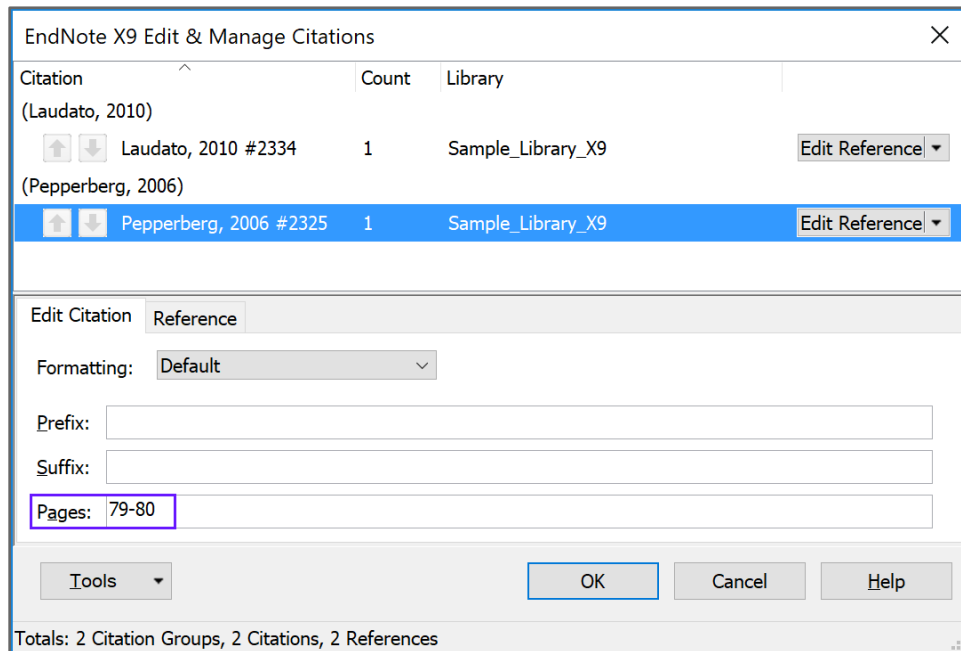 EndNote X9 Edit & Manage Citations
Citation Count Library
(Laudato, 2010)
Laudato, 2010 #2334 1 Sample_Library_X9 Edit Reference
(Pepperberg, 2006)
Pepperberg, 2006 #2325 1 Sample_Library_X9 Edit Reference
Edit Citation Reference
Formatting: Default
Prefix:
Suffix:
Pages: 79-80
Tools OK Cancel Help
Totals: 2 Citation Groups, 2 Citations, 2 References